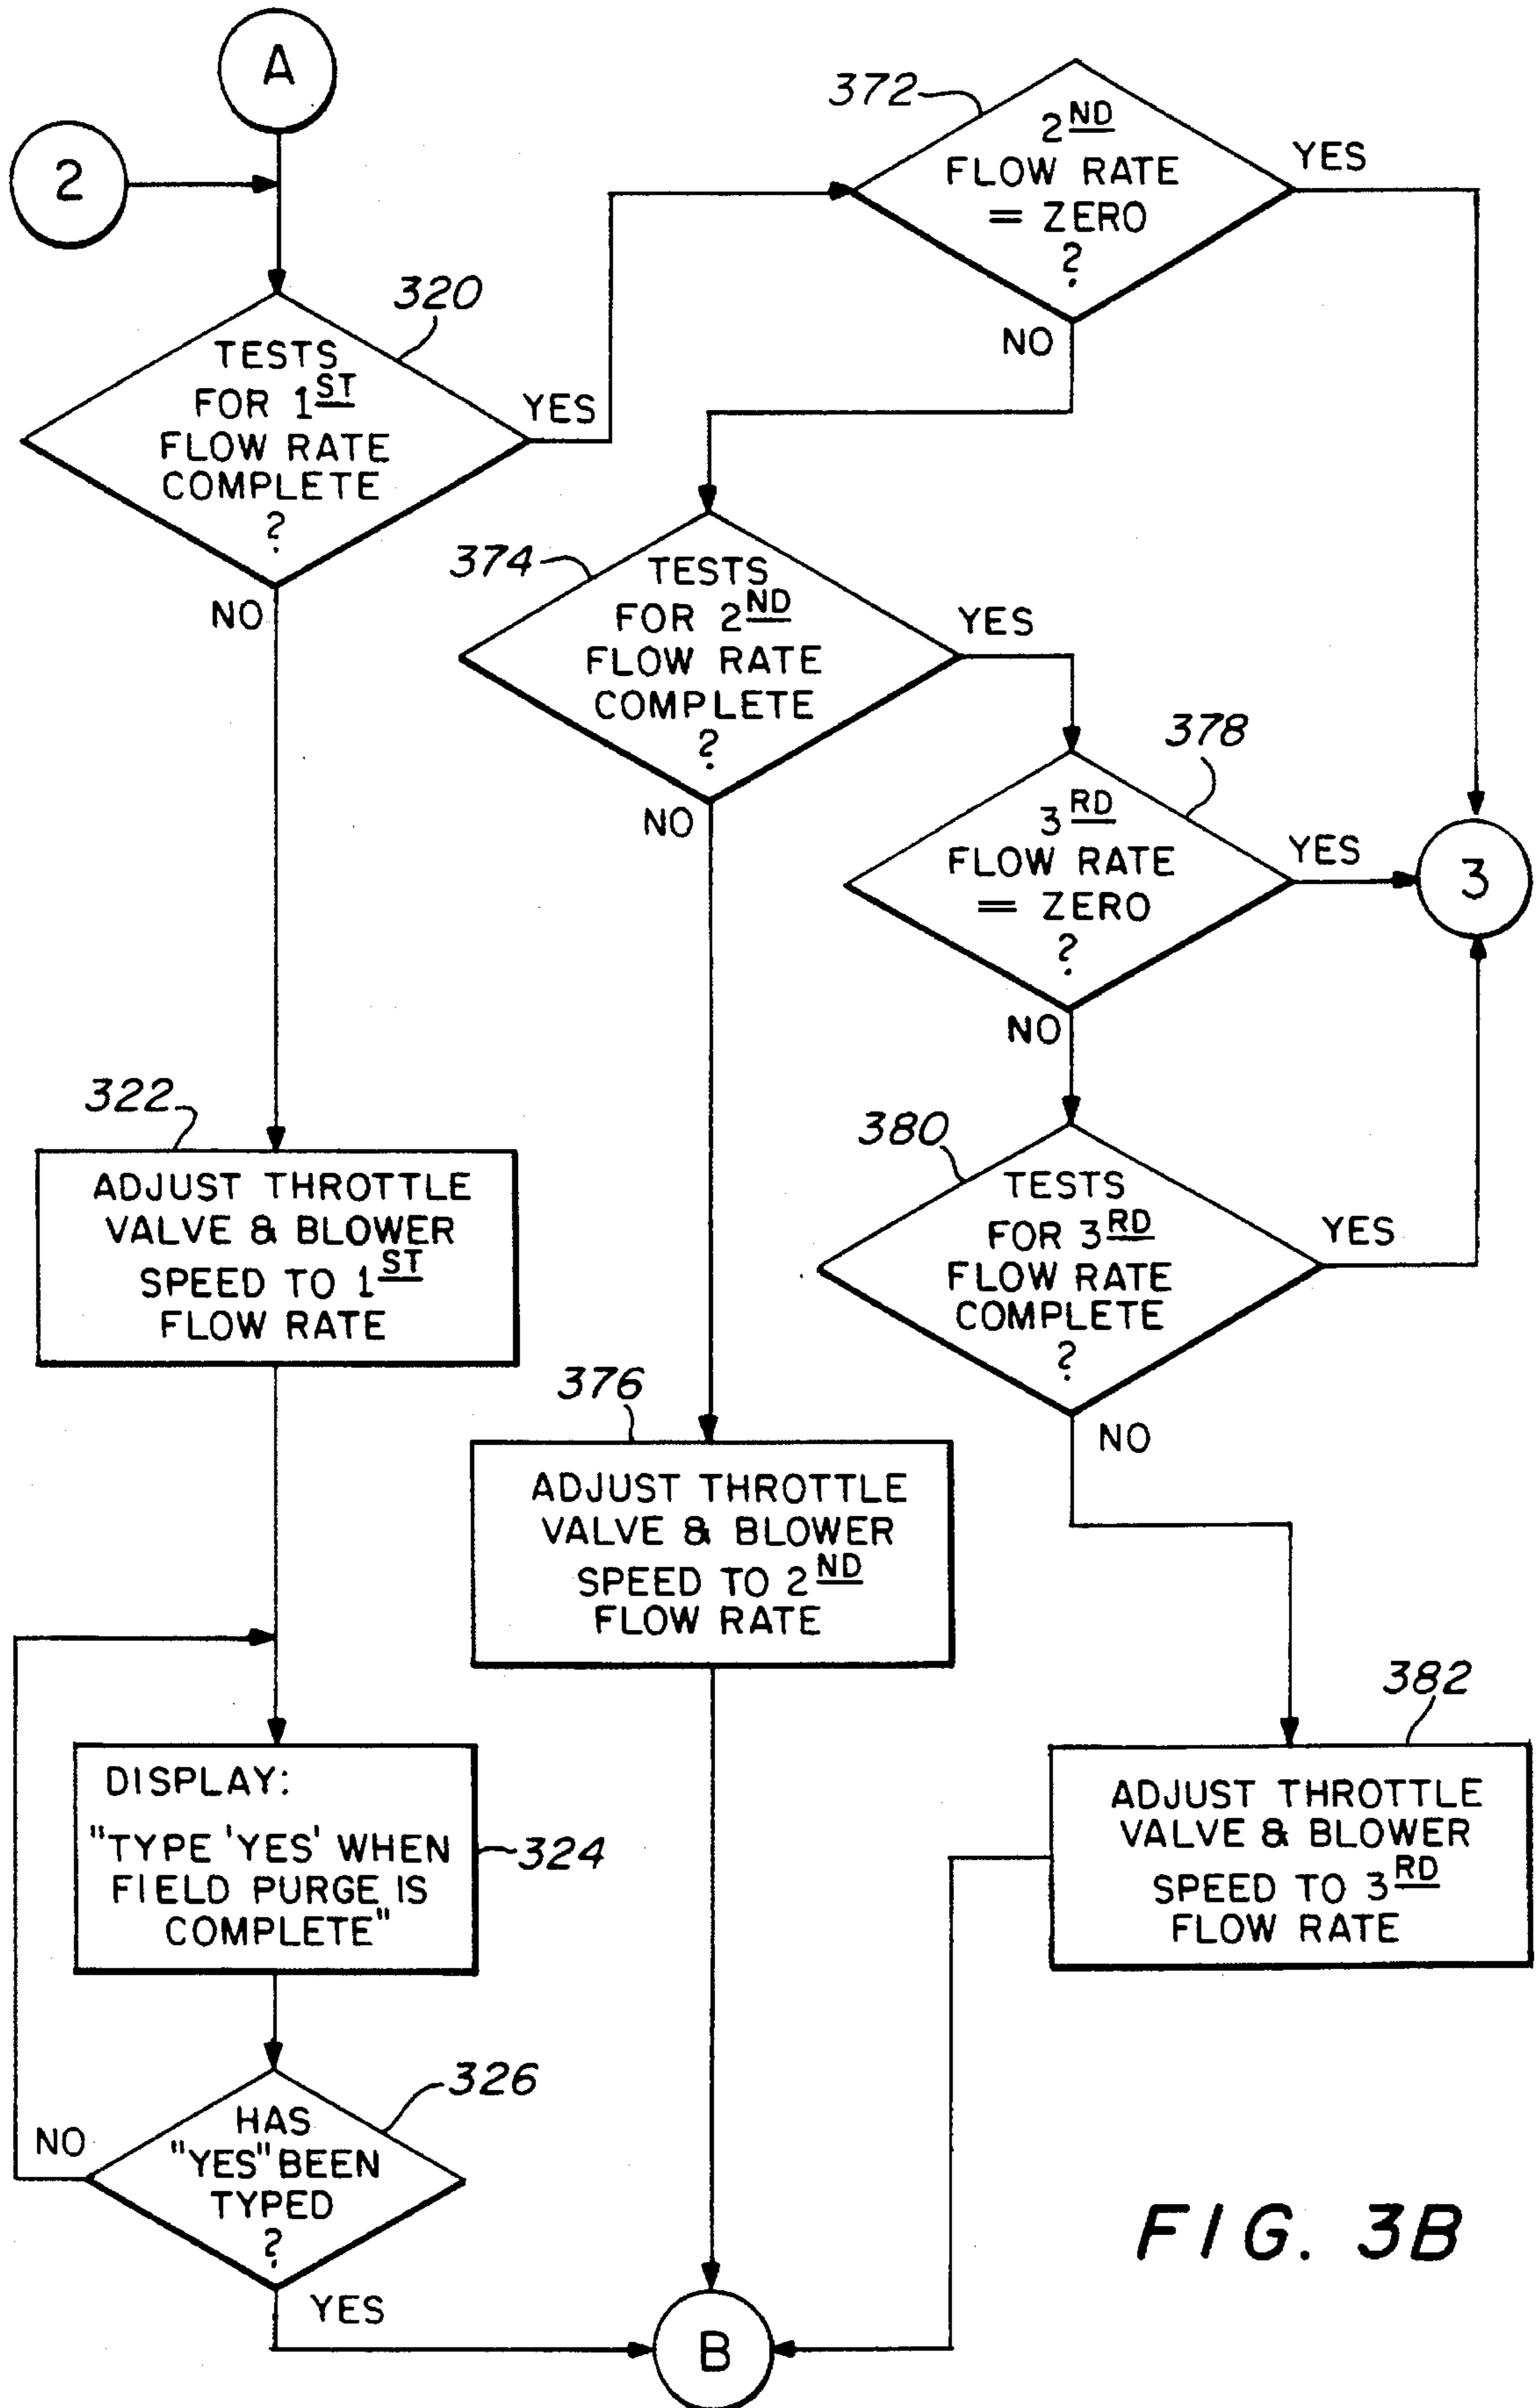 A
2
372
2ND
FLOW RATE
= ZERO
?
YES
NO
320
TESTS
FOR 1ST
FLOW RATE
COMPLETE
?
YES
NO
374
TESTS
FOR 2ND
FLOW RATE
COMPLETE
?
YES
NO
378
3RD
FLOW RATE
= ZERO
?
YES
NO
3
380
TESTS
FOR 3RD
FLOW RATE
COMPLETE
?
YES
NO
322
ADJUST THROTTLE
VALVE & BLOWER
SPEED TO 1ST
FLOW RATE
376
ADJUST THROTTLE
VALVE & BLOWER
SPEED TO 2ND
FLOW RATE
382
ADJUST THROTTLE
VALVE & BLOWER
SPEED TO 3RD
FLOW RATE
DISPLAY:
"TYPE 'YES' WHEN
FIELD PURGE IS
COMPLETE"
324
326
HAS
"YES" BEEN
TYPED
?
NO
YES
B
FIG. 3B